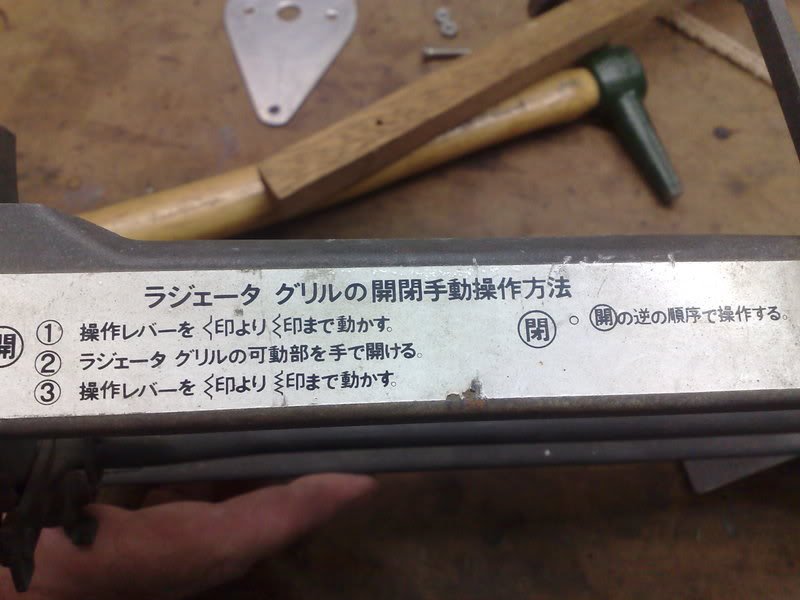 ラジェータ グリルの開閉手動操作方法
開 ① 操作レバーを く印より く印まで動かす。
② ラジェータ グリルの可動部を手で開ける。
③ 操作レバーを く印より 印まで動かす。
閉 ○ 開の逆の順序で操作する。